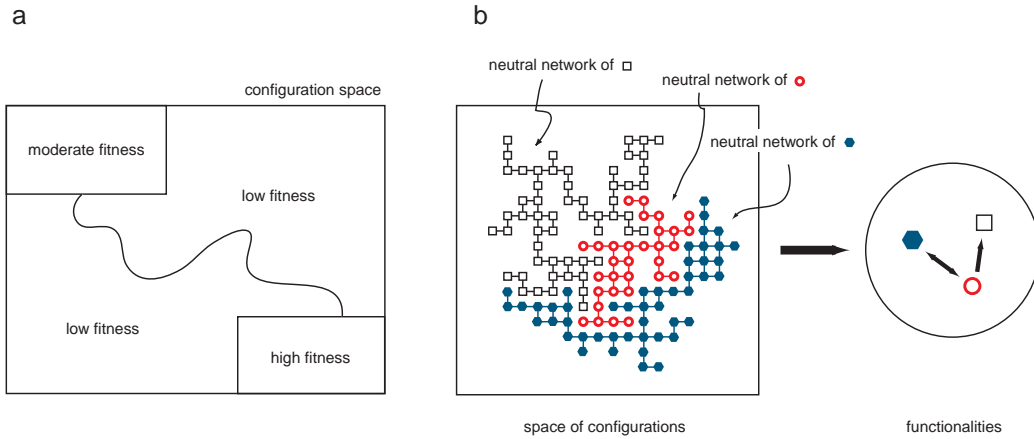 a
configuration space
moderate fitness
low fitness
low fitness
high fitness
b
neutral network of
neutral network of
neutral network of
space of configurations
functionalities